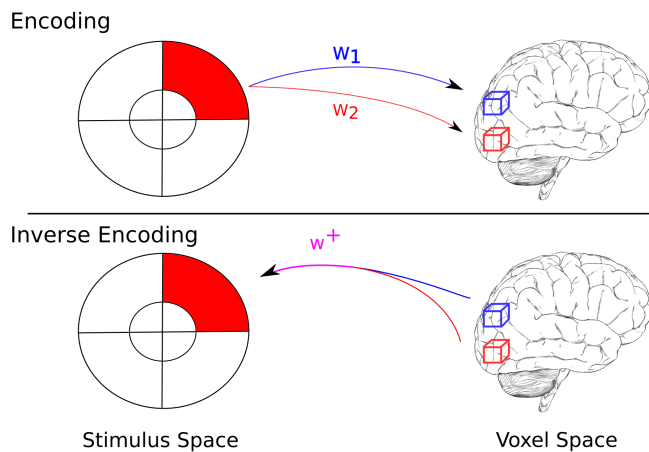 Encoding
w1
w2
Inverse Encoding
w+
Stimulus Space
Voxel Space